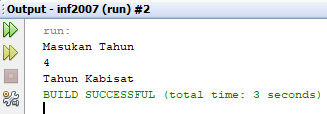 Output - inf2007 (run) #2
run:
Masukan Tahun
4
Tahun Kabisat
BUILD SUCCESSFUL (total time: 3 seconds)